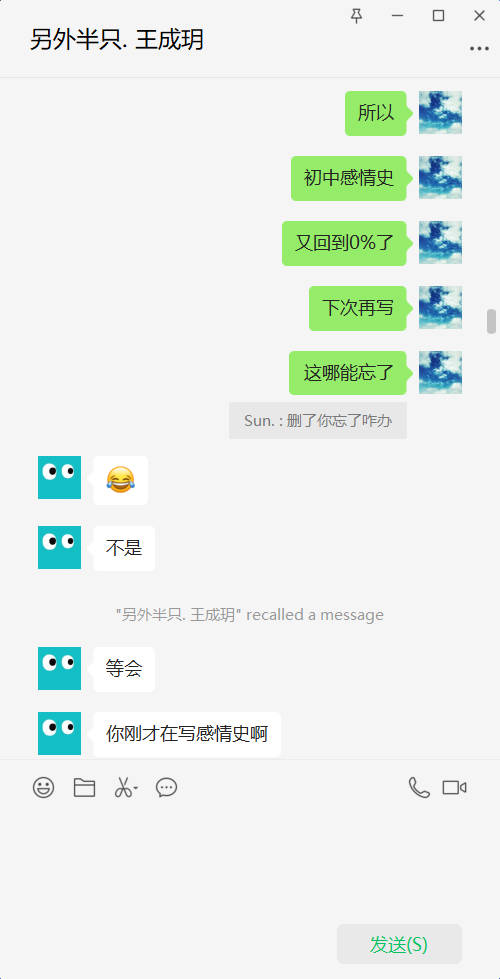 另外半只. 王成玥
所以
初中感情史
又回到0%了
下次再写
这哪能忘了
Sun. : 删了你忘了咋办
😂
不是
"另外半只. 王成玥" recalled a message
等会
你刚才在写感情史啊
发送(S)